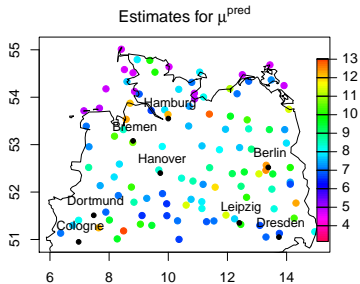 Estimates for μ^pred
55
54
53
52
51
6
8
10
12
14
Hamburg
Bremen
Hanover
Berlin
Dortmund
Leipzig
Cologne
Dresden
13
12
11
10
9
8
7
6
5
4
3